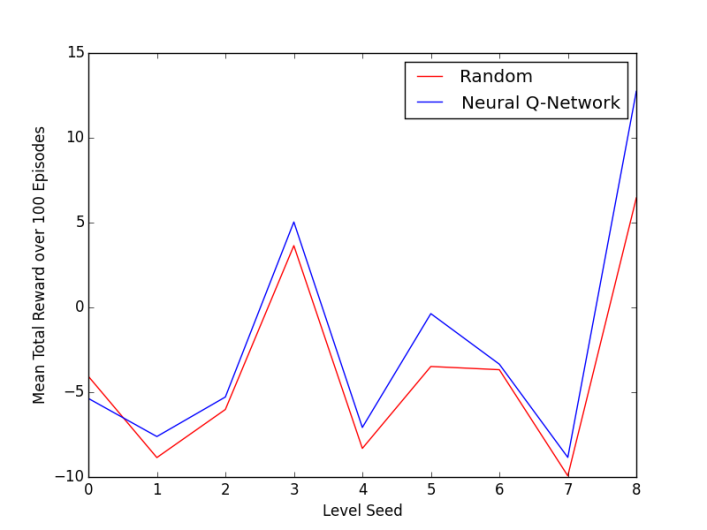 15
10
5
0
−5
−10
Mean Total Reward over 100 Episodes
Random
Neural Q-Network
0 1 2 3 4 5 6 7 8
Level Seed